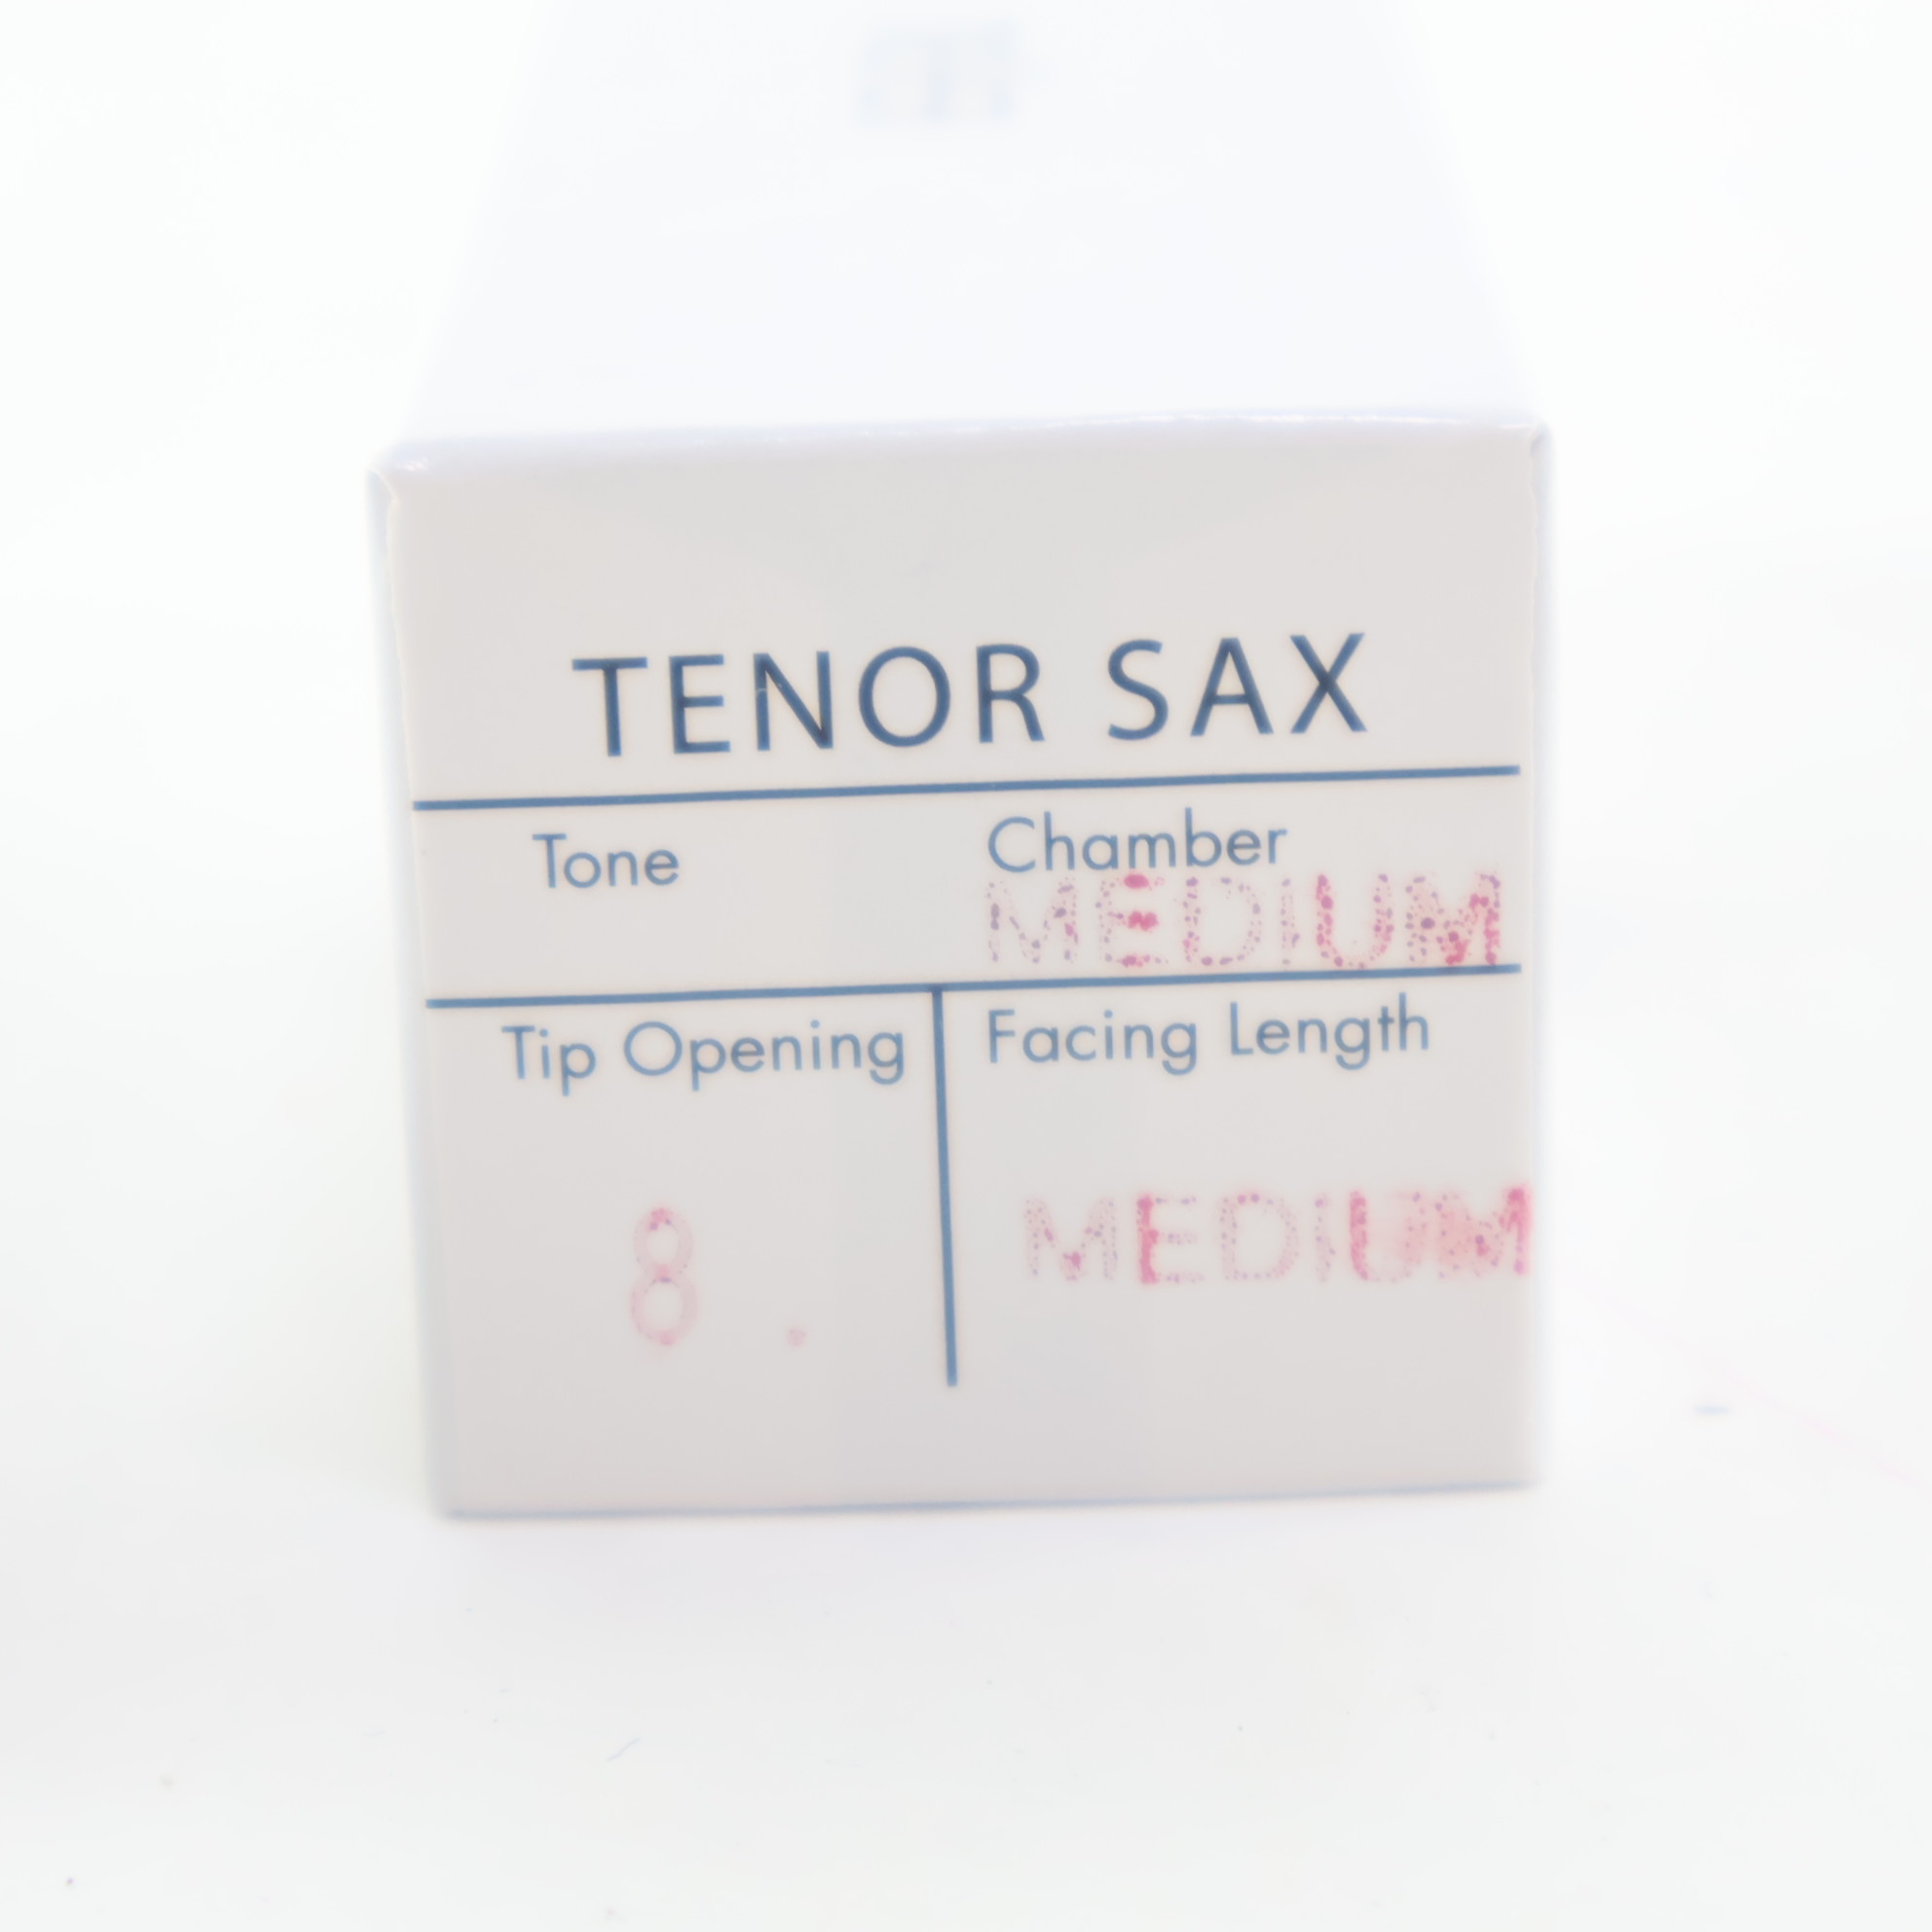 TENOR SAX
Tone Chamber
MEDIUM
Tip Opening Facing Length
8. MEDIUM